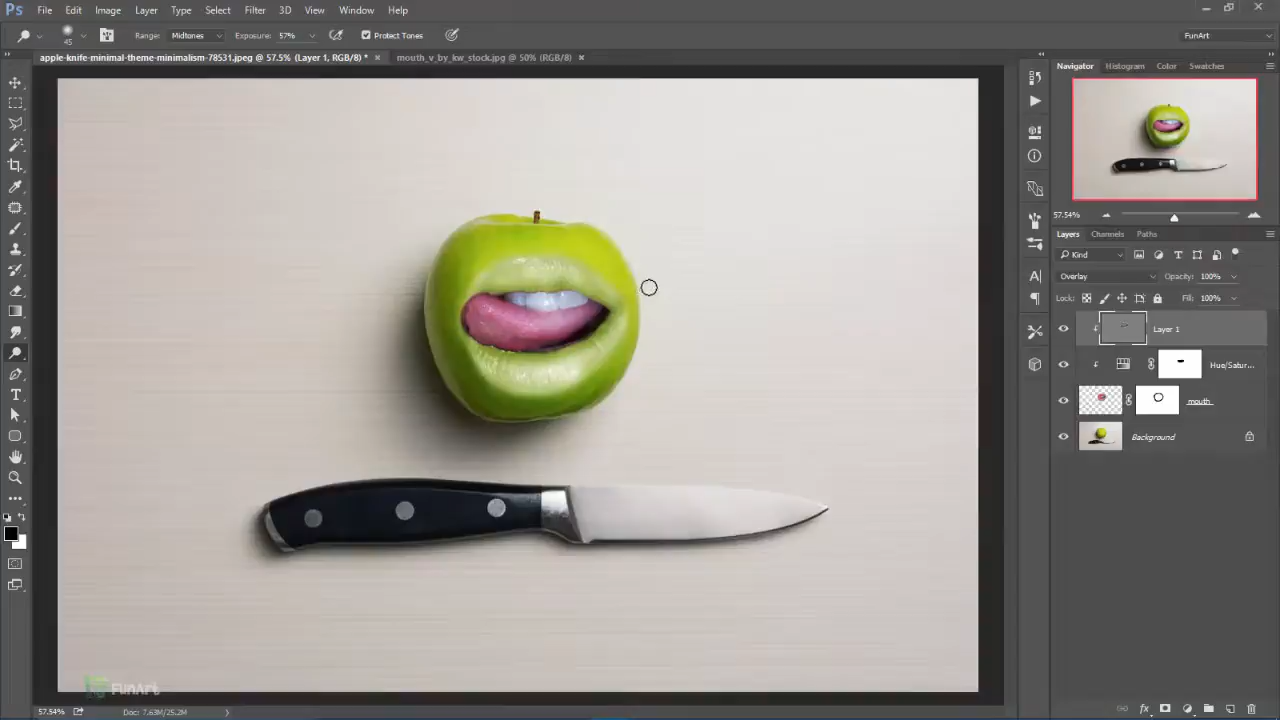 Ps File Edit Image Layer Type Select Filter 3D View Window Help
45 Range: Midtones Exposure: 57% Protect Tones FunArt
apple-knife-minimal-theme-minimalism-78531.jpeg @ 57.5% (Layer 1, RGB/8) * × mouth_v_by_kw_stock.jpg @ 50% (RGB/8) ×
Navigator Histogram Color Swatches
57.54%
Layers Channels Paths
Kind
Overlay Opacity: 100%
Lock: Fill: 100%
Layer 1
Hue/Satur...
mouth
Background
FunArt
57.54% Doc: 7.63M/25.2M